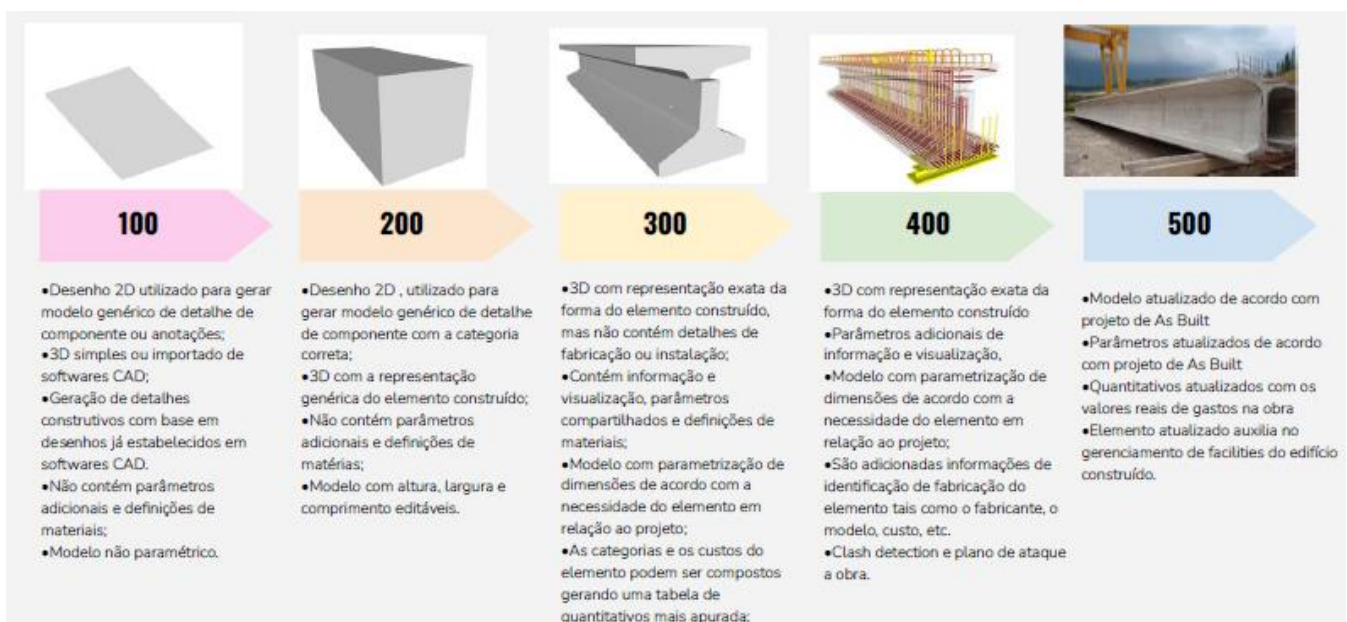 100
•Desenho 2D utilizado para gerar
modelo genérico de detalhe de
componente ou anotações;
•3D simples ou importado de
softwares CAD;
•Geração de detalhes
construtivos com base em
desenhos já estabelecidos em
softwares CAD.
•Não contém parâmetros
adicionais e definições de
materiais;
•Modelo não paramétrico.
200
•Desenho 2D , utilizado para
gerar modelo genérico de detalhe
de componente com a categoria
correta;
•3D com a representação
genérica do elemento construído;
•Não contém parâmetros
adicionais e definições de
matérias;
•Modelo com altura, largura e
comprimento editáveis.
300
•3D com representação exata da
forma do elemento construído,
mas não contém detalhes de
fabricação ou instalação;
•Contém informação e
visualização, parâmetros
compartilhados e definições de
materiais;
•Modelo com parametrização de
dimensões de acordo com a
necessidade do elemento em
relação ao projeto;
•As categorias e os custos do
elemento podem ser compostos
gerando uma tabela de
quantitativos mais apurada;
400
•3D com representação exata da
forma do elemento construído
•Parâmetros adicionais de
informação e visualização,
•Modelo com parametrização de
dimensões de acordo com a
necessidade do elemento em
relação ao projeto;
•São adicionadas informações de
identificação de fabricação do
elemento tais como o fabricante, o
modelo, custo, etc.
•Clash detection e plano de ataque
a obra.
500
•Modelo atualizado de acordo com
projeto de As Built
•Parâmetros atualizados de acordo
com projeto de As Built
•Quantitativos atualizados com os
valores reais de gastos na obra
•Elemento atualizado auxilia no
gerenciamento de facilities do edifício
construído.